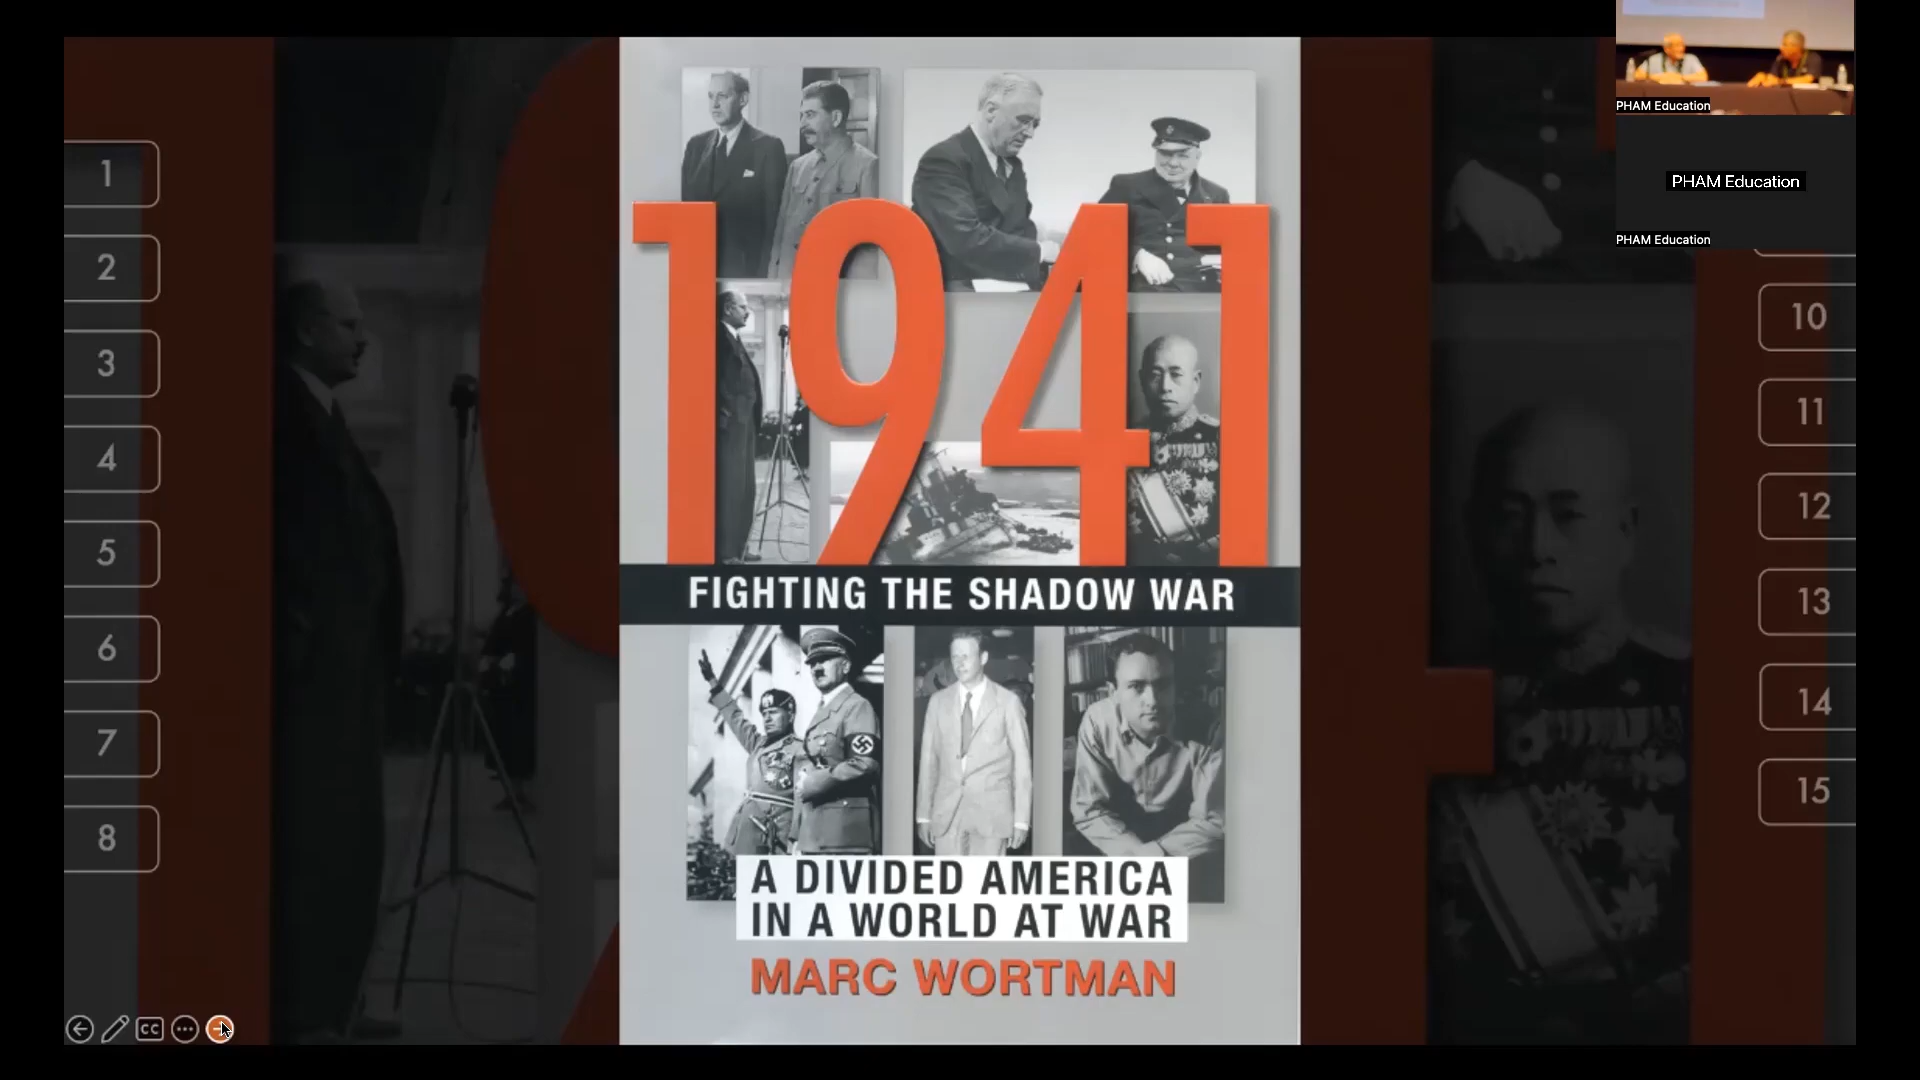 PHAM Education
PHAM Education
PHAM Education
1
2
3
4
5
6
7
8
10
11
12
13
14
15
1941
FIGHTING THE SHADOW WAR
A DIVIDED AMERICA
IN A WORLD AT WAR
MARC WORTMAN
CC